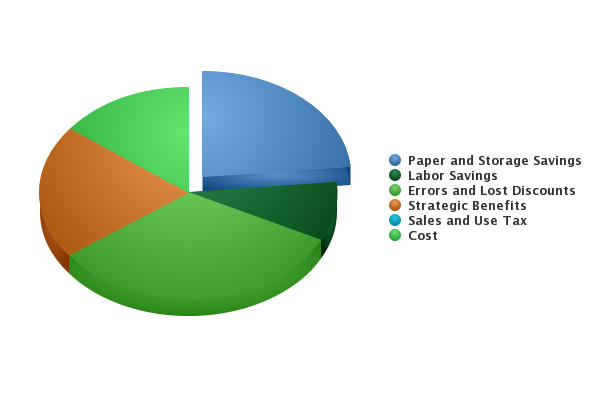 Paper and Storage Savings
Labor Savings
Errors and Lost Discounts
Strategic Benefits
Sales and Use Tax
Cost